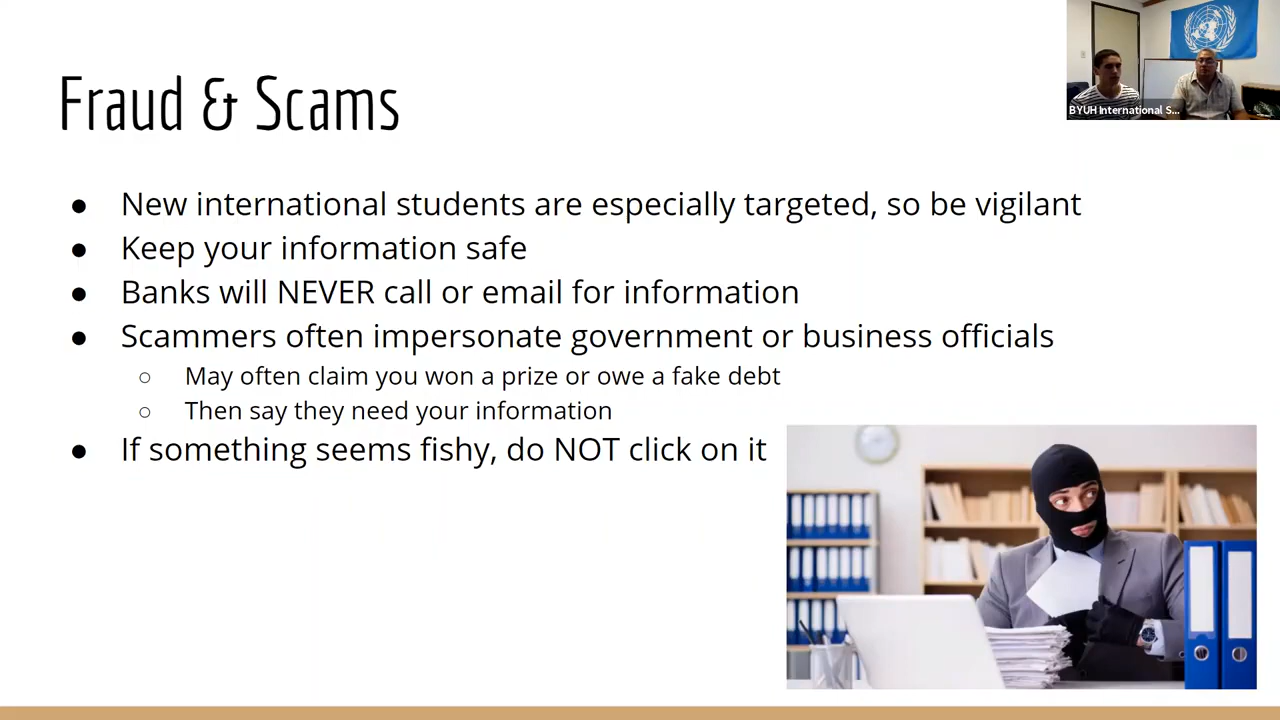 Fraud & Scams
BYUH International S...
● New international students are especially targeted, so be vigilant
● Keep your information safe
● Banks will NEVER call or email for information
● Scammers often impersonate government or business officials
○ May often claim you won a prize or owe a fake debt
○ Then say they need your information
● If something seems fishy, do NOT click on it